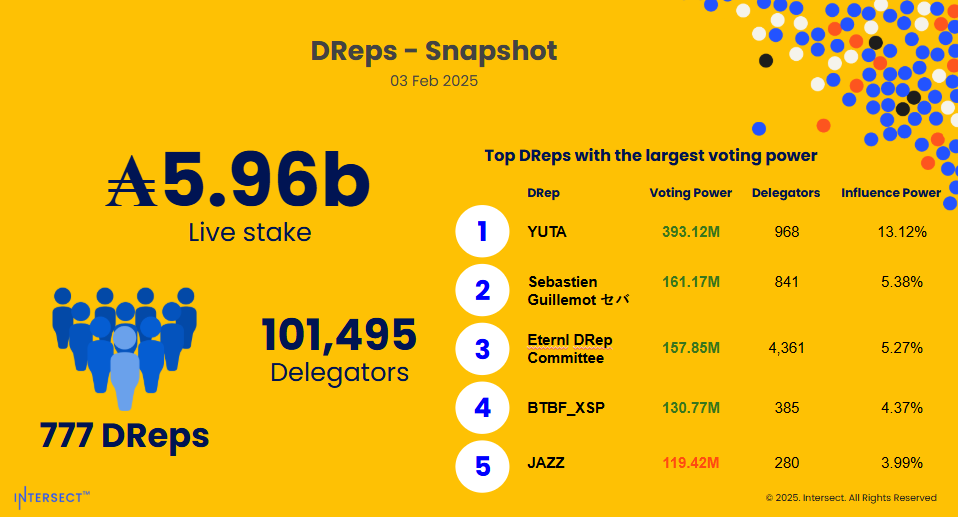 DReps - Snapshot
03 Feb 2025
₳5.96b
Live stake
101,495
Delegators
777 DReps
Top DReps with the largest voting power
DRep Voting Power Delegators Influence Power
1 YUTA 393.12M 968 13.12%
2 Sebastien Guillemot セバ 161.17M 841 5.38%
3 Eternl DRep Committee 157.85M 4,361 5.27%
4 BTBF_XSP 130.77M 385 4.37%
5 JAZZ 119.42M 280 3.99%
INTERSECT™
© 2025. Intersect. All Rights Reserved